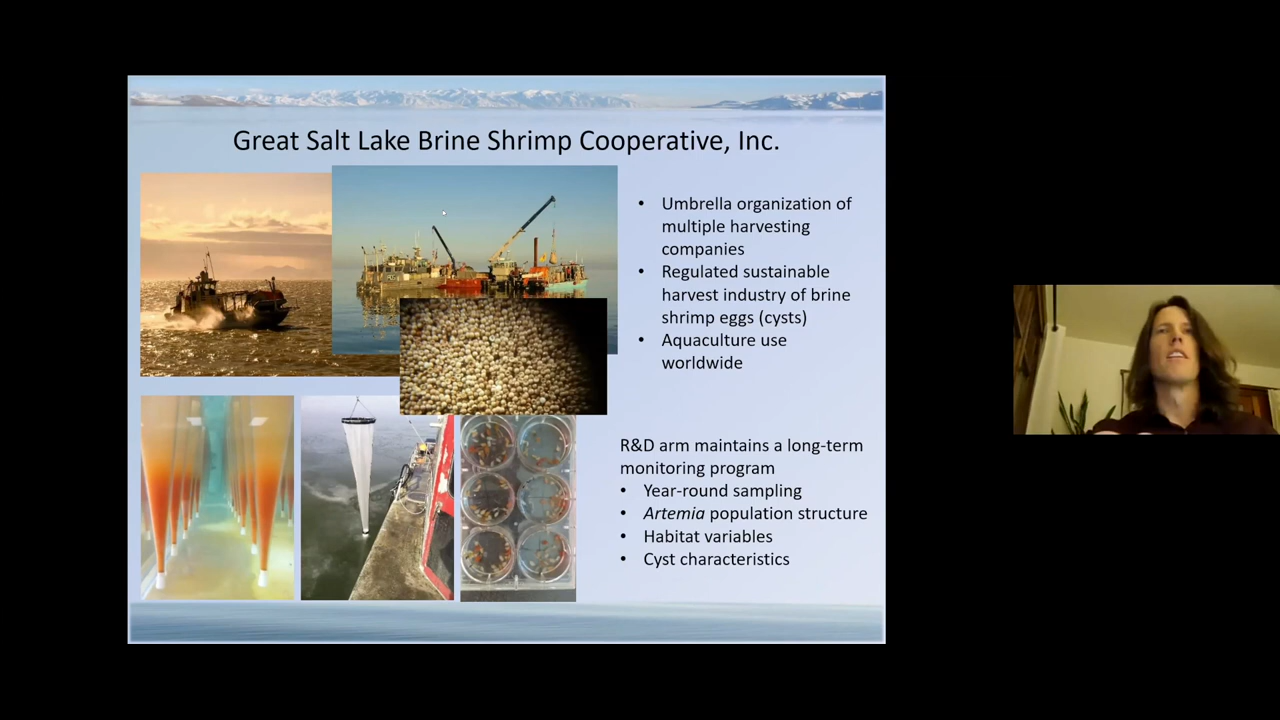 Great Salt Lake Brine Shrimp Cooperative, Inc.
• Umbrella organization of
multiple harvesting
companies
• Regulated sustainable
harvest industry of brine
shrimp eggs (cysts)
• Aquaculture use
worldwide
R&D arm maintains a long-term
monitoring program
• Year-round sampling
• Artemia population structure
• Habitat variables
• Cyst characteristics